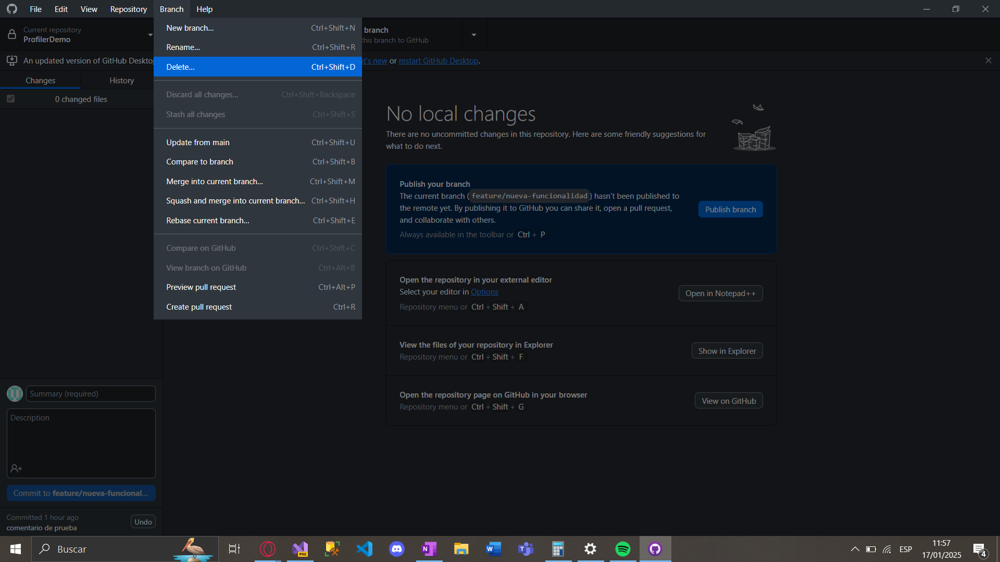 File Edit View Repository Branch Help
Current repository
ProfilerDemo
branch
this branch to GitHub
An updated version of GitHub Deskto
t's new or restart GitHub Desktop.
New branch... Ctrl+Shift+N
Rename... Ctrl+Shift+R
Delete... Ctrl+Shift+D
Discard all changes... Ctrl+Shift+Backspace
Stash all changes Ctrl+Shift+S
Update from main Ctrl+Shift+U
Compare to branch Ctrl+Shift+B
Merge into current branch... Ctrl+Shift+M
Squash and merge into current branch... Ctrl+Shift+H
Rebase current branch... Ctrl+Shift+E
Compare on GitHub Ctrl+Shift+C
View branch on GitHub Ctrl+Alt+B
Preview pull request Ctrl+Alt+P
Create pull request Ctrl+R
Changes History
0 changed files
No local changes
There are no uncommitted changes in this repository. Here are some friendly suggestions for
what to do next.
Publish your branch
The current branch (feature/nueva-funcionalidad) hasn't been published to
the remote yet. By publishing it to GitHub you can share it, open a pull request,
and collaborate with others.
Always available in the toolbar or Ctrl + P
Publish branch
Open the repository in your external editor
Select your editor in Options
Repository menu or Ctrl + Shift + A
Open in Notepad++
View the files of your repository in Explorer
Repository menu or Ctrl + Shift + F
Show in Explorer
Open the repository page on GitHub in your browser
Repository menu or Ctrl + Shift + G
View on GitHub
Summary (required)
Description
Commit to feature/nueva-funcional...
Committed 1 hour ago
comentario de prueba
Undo
Buscar
PRE
N
W
T
ESP
11:57
17/01/2025
4